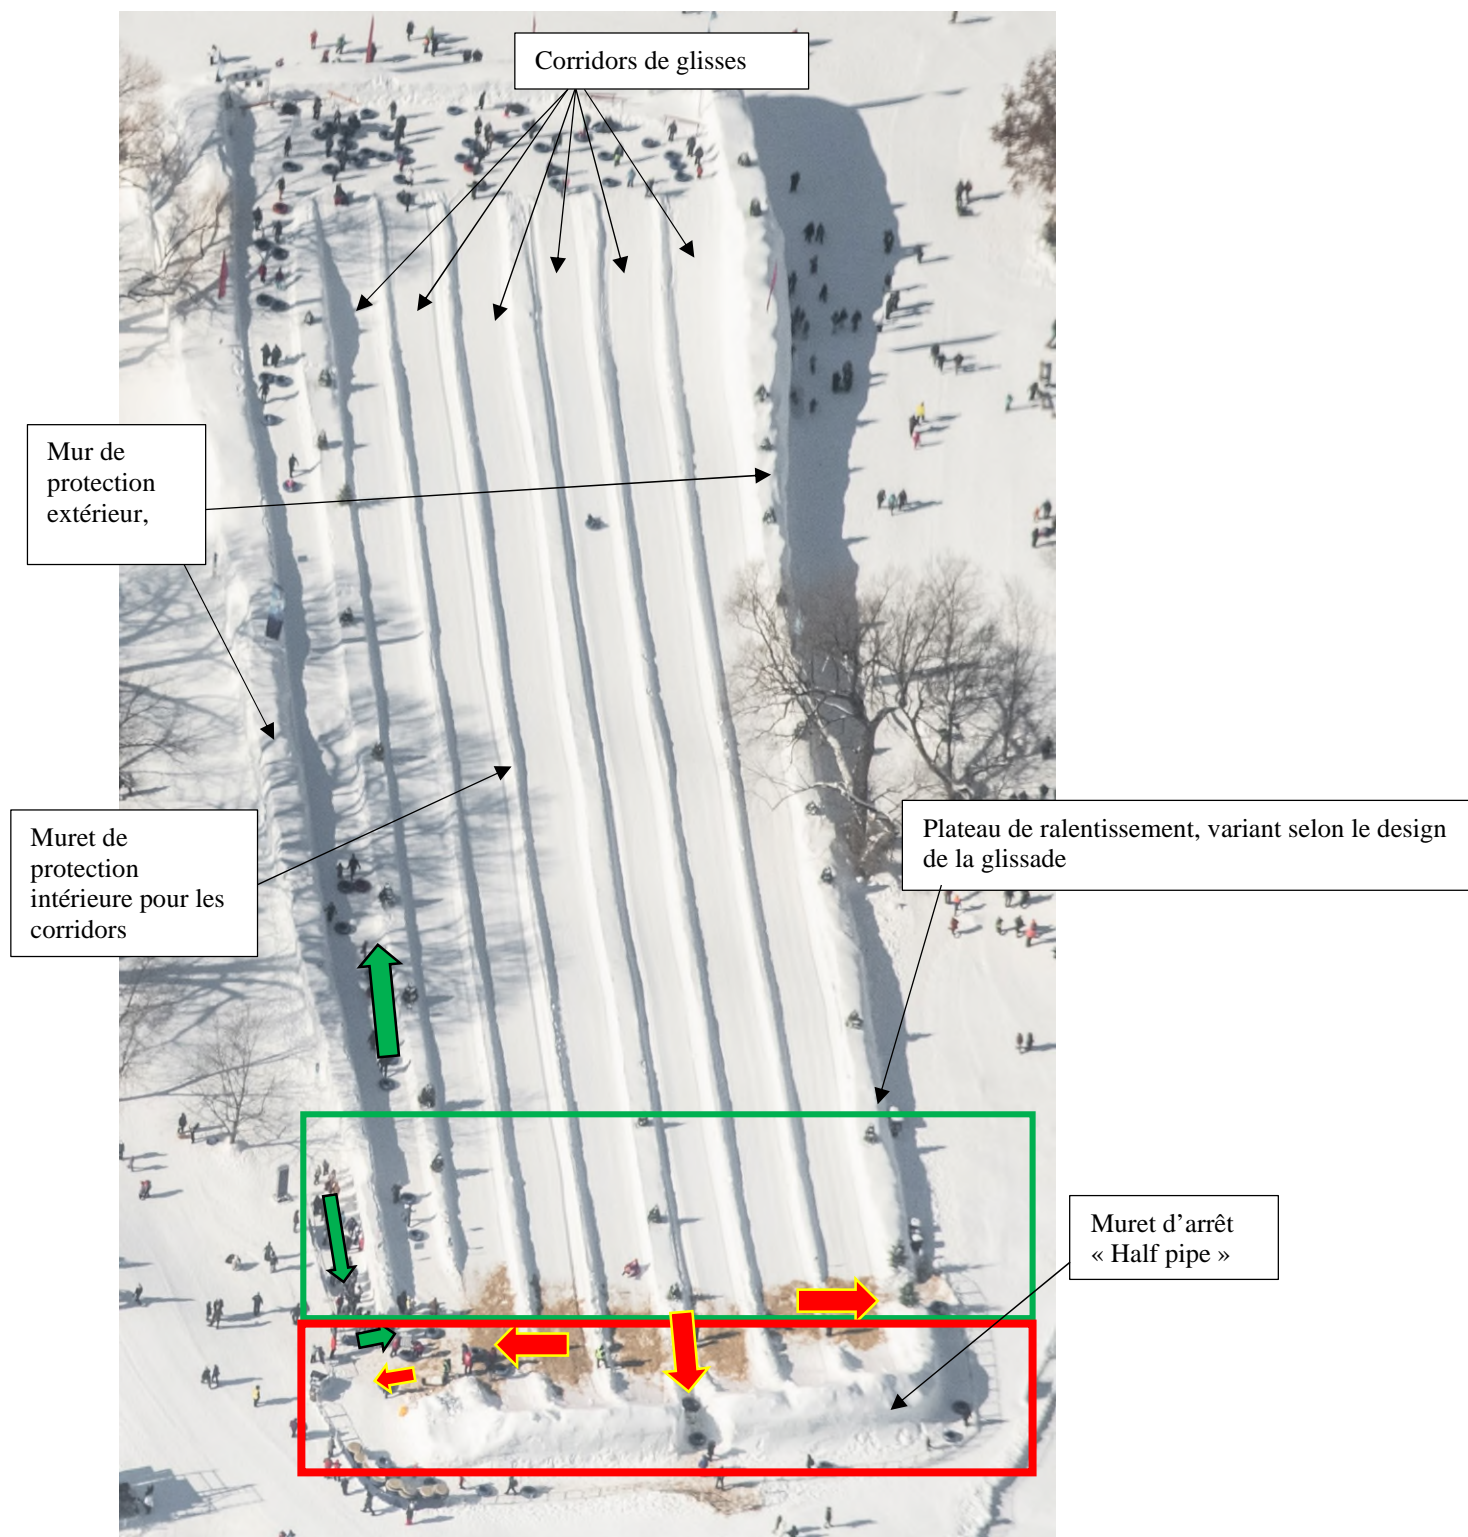 Corridors de glisses
Mur de
protection
extérieur,
Muret de
protection
intérieure pour les
corridors
Plateau de ralentissement, variant selon le design
de la glissade
Muret d’arrêt
« Half pipe »